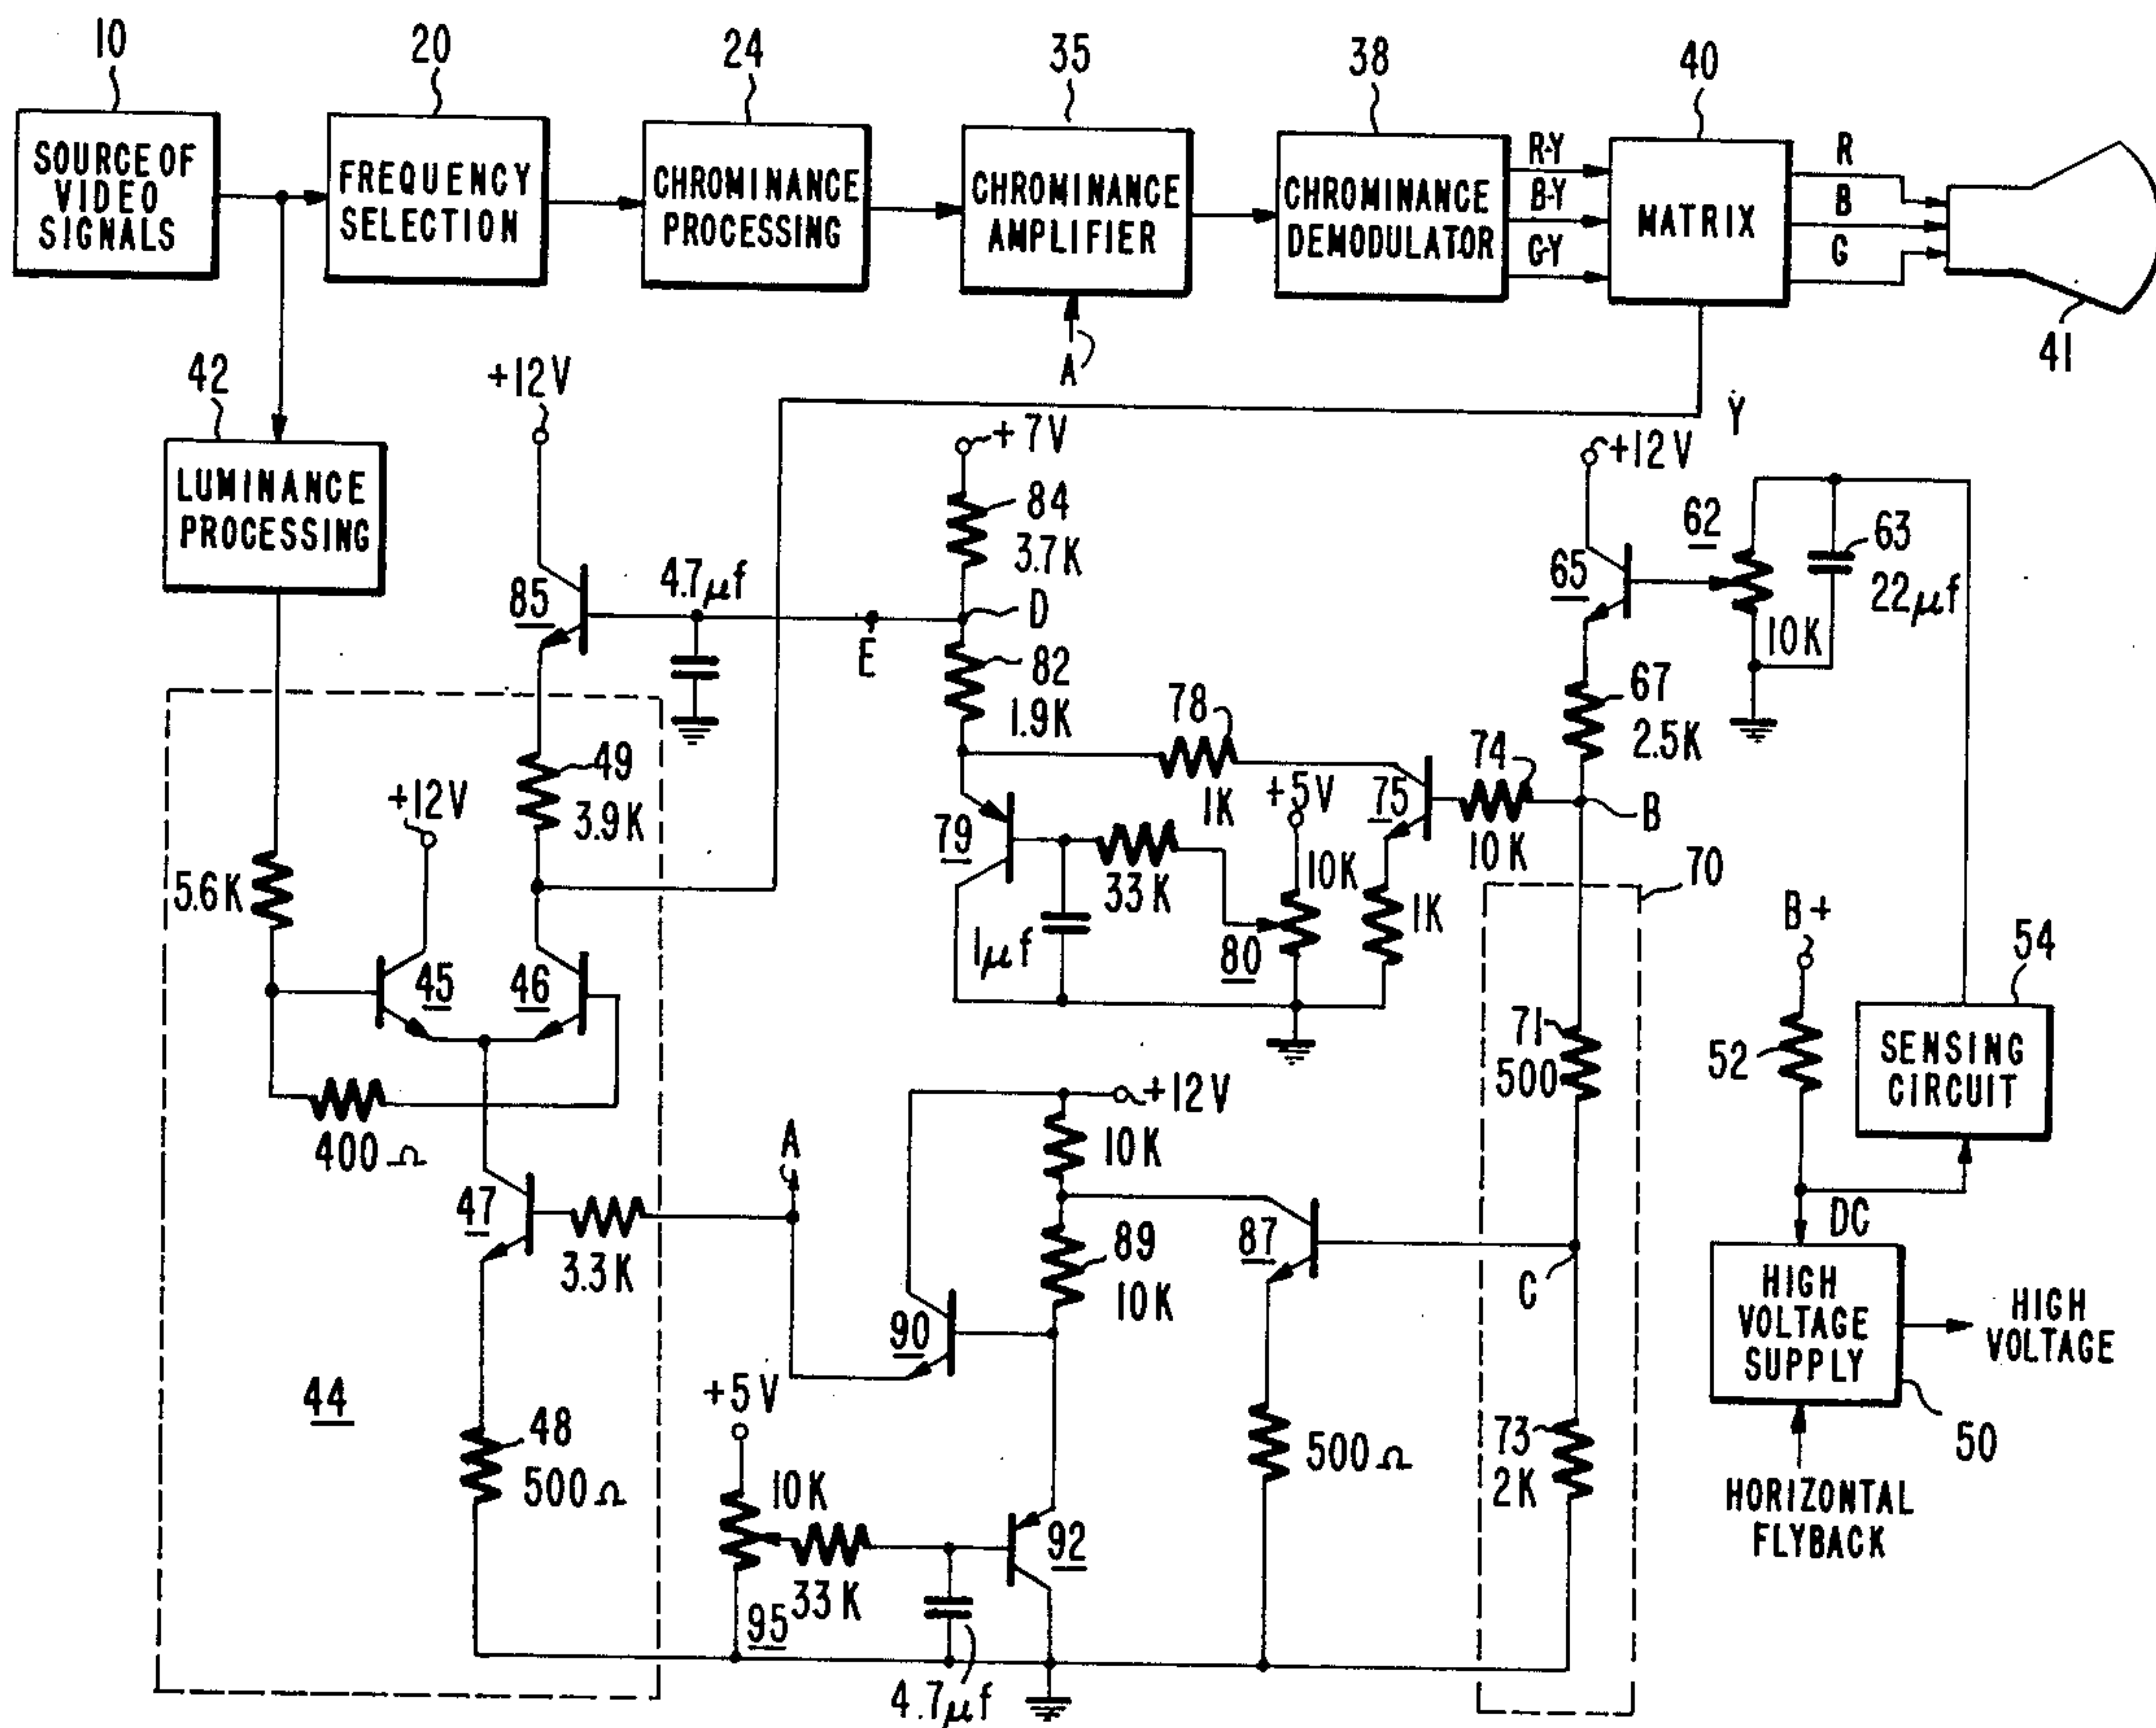 10
20
24
35
38
40
SOURCE OF
VIDEO
SIGNALS
FREQUENCY
SELECTION
CHROMINANCE
PROCESSING
CHROMINANCE
AMPLIFIER
CHROMINANCE
DEMODULATOR
R-Y
B-Y
G-Y
MATRIX
R
B
G
41
A
42
LUMINANCE
PROCESSING
+12V
+7V
Y
+12V
84
3.7K
62
63
22µf
10K
65
85
4.7µf
E
D
82
1.9K
67
2.5K
78
1K
74
10K
B
49
3.9K
+12V
5.6K
79
33K
1µf
+5V
75
10K
80
1K
70
B+
54
SENSING
CIRCUIT
52
45
46
400Ω
71
500
+12V
10K
A
47
3.3K
89
10K
87
C
DC
HIGH
VOLTAGE
SUPPLY
HIGH
VOLTAGE
50
HORIZONTAL
FLYBACK
90
44
+5V
48
500Ω
10K
33K
95
4.7µf
92
500Ω
73
2K